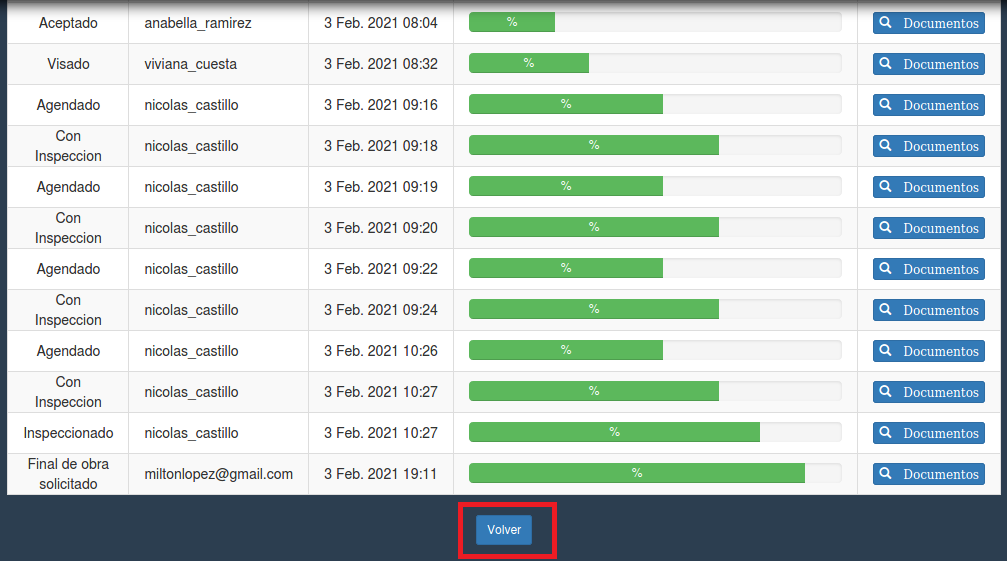 Aceptado anabella_ramirez 3 Feb. 2021 08:04 % Documentos
Visado viviana_cuesta 3 Feb. 2021 08:32 % Documentos
Agendado nicolas_castillo 3 Feb. 2021 09:16 % Documentos
Con
Inspeccion nicolas_castillo 3 Feb. 2021 09:18 % Documentos
Agendado nicolas_castillo 3 Feb. 2021 09:19 % Documentos
Con
Inspeccion nicolas_castillo 3 Feb. 2021 09:20 % Documentos
Agendado nicolas_castillo 3 Feb. 2021 09:22 % Documentos
Con
Inspeccion nicolas_castillo 3 Feb. 2021 09:24 % Documentos
Agendado nicolas_castillo 3 Feb. 2021 10:26 % Documentos
Con
Inspeccion nicolas_castillo 3 Feb. 2021 10:27 % Documentos
Inspeccionado nicolas_castillo 3 Feb. 2021 10:27 % Documentos
Final de obra
solicitado miltonlopez@gmail.com 3 Feb. 2021 19:11 % Documentos
Volver